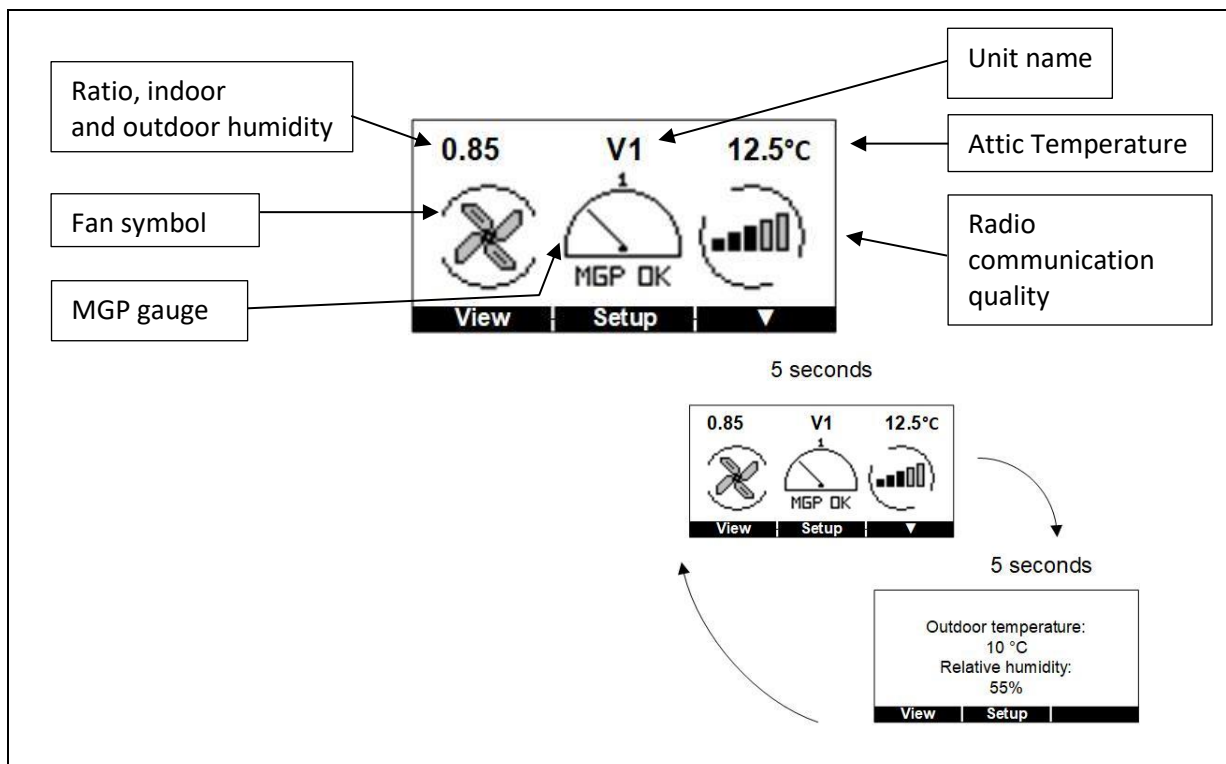 Unit name
Ratio, indoor
and outdoor humidity
0.85 V1 12.5°C
Attic Temperature
1
Fan symbol
Radio
communication
quality
MGP gauge
MGP OK
View Setup ▼
5 seconds
0.85 V1 12.5°C
1
MGP OK
View Setup ▼
5 seconds
Outdoor temperature:
10 °C
Relative humidity:
55%
View Setup